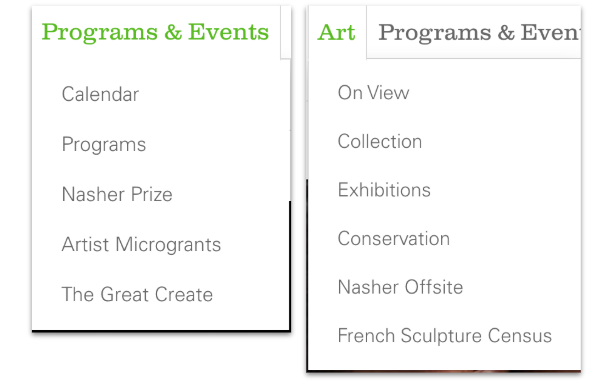 Programs & Events
Calendar
Programs
Nasher Prize
Artist Microgrants
The Great Create
Art
Programs & Even
On View
Collection
Exhibitions
Conservation
Nasher Offsite
French Sculpture Census